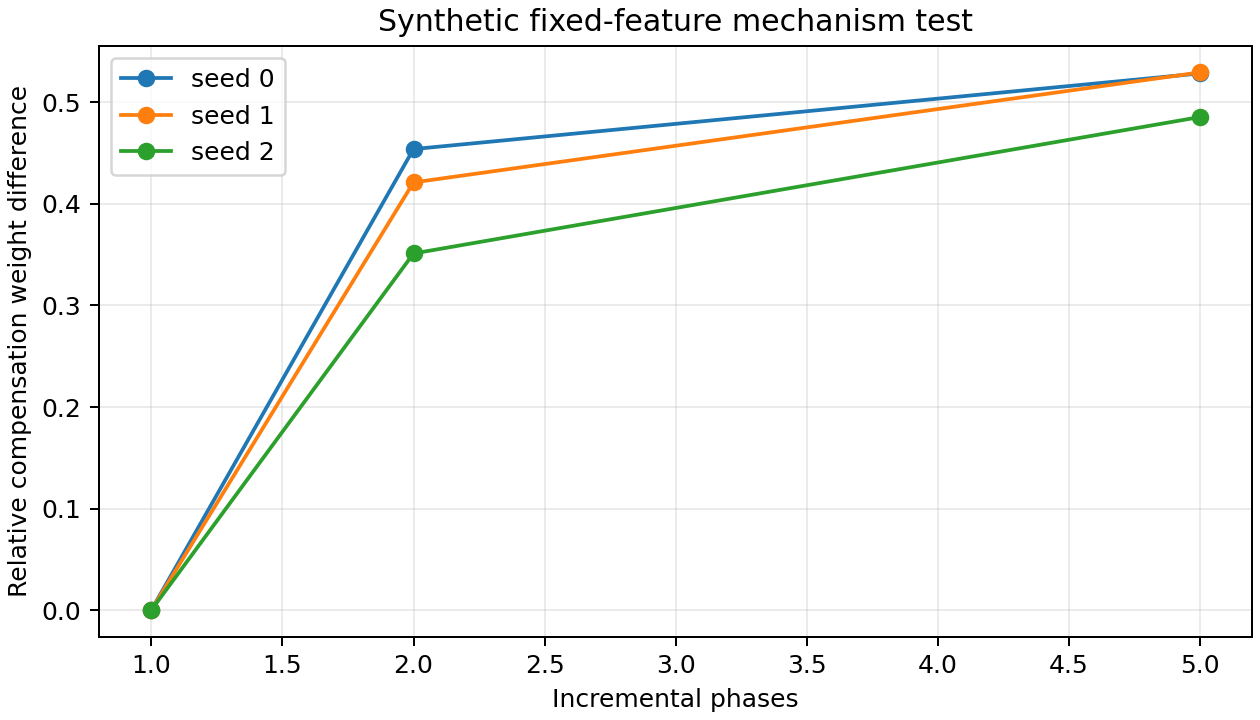 Synthetic fixed-feature mechanism test
seed 0
seed 1
seed 2
Relative compensation weight difference
0.5
0.4
0.3
0.2
0.1
0.0
1.0 1.5 2.0 2.5 3.0 3.5 4.0 4.5 5.0
Incremental phases